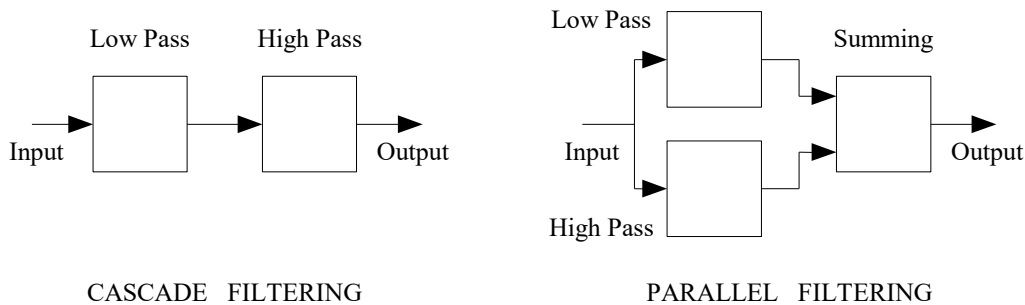 Low Pass
High Pass
Input
Output
CASCADE FILTERING
Low Pass
Summing
Input
Output
High Pass
PARALLEL FILTERING